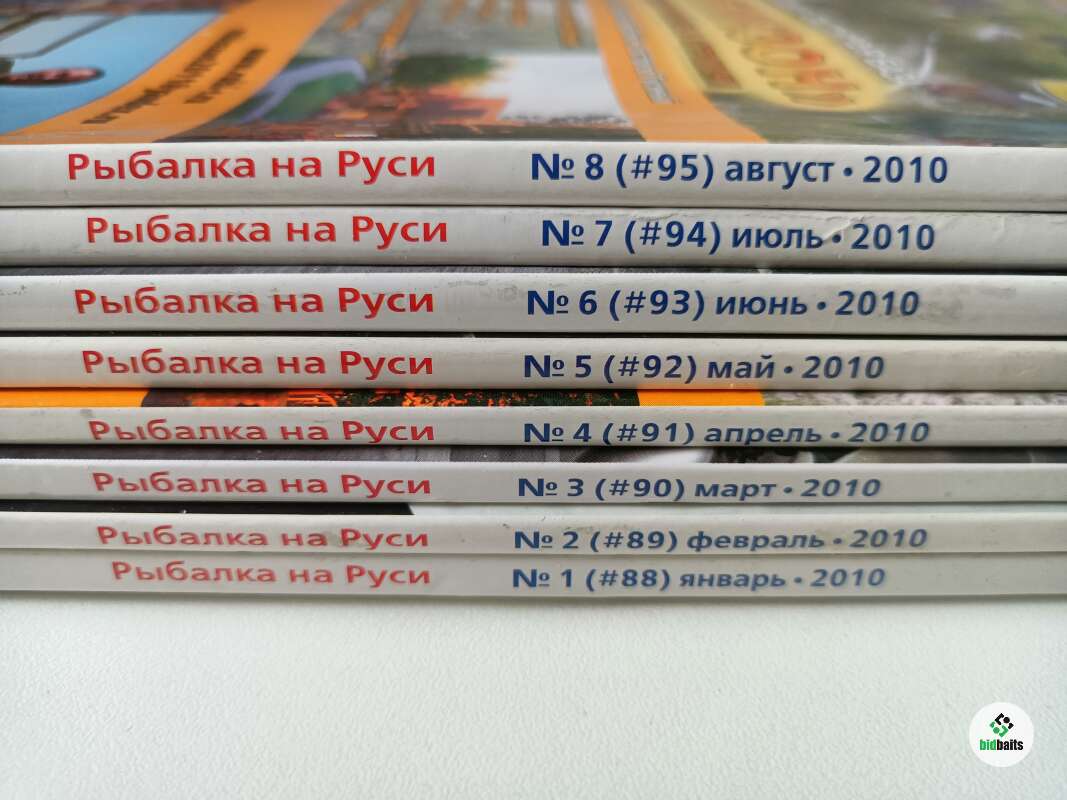 Рыбалка на Руси № 8 (#95) август • 2010
Рыбалка на Руси № 7 (#94) июль • 2010
Рыбалка на Руси № 6 (#93) июнь • 2010
Рыбалка на Руси № 5 (#92) май • 2010
Рыбалка на Руси № 4 (#91) апрель • 2010
Рыбалка на Руси № 3 (#90) март • 2010
Рыбалка на Руси № 2 (#89) февраль • 2010
Рыбалка на Руси № 1 (#88) январь • 2010
bidbaits